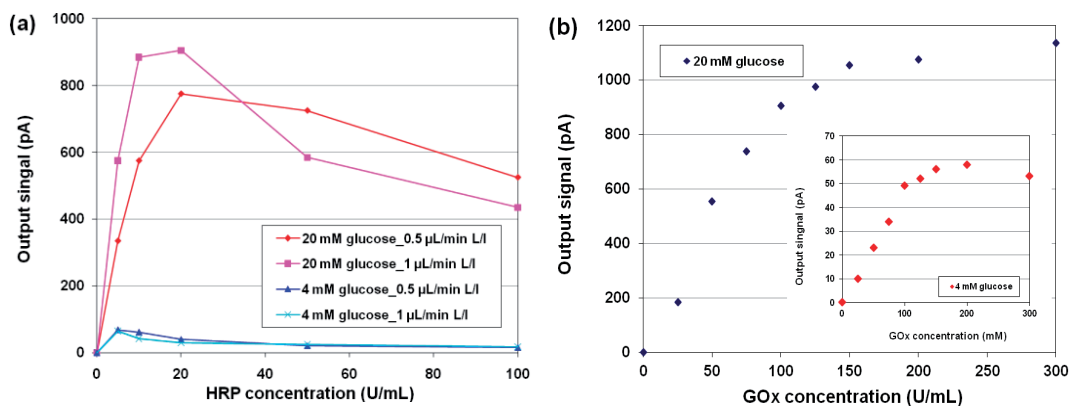 (a)
Output singal (pA)
1000
800
600
400
200
0
0 20 40 60 80 100
HRP concentration (U/mL)
20 mM glucose_0.5 µL/min L/I
20 mM glucose_1 µL/min L/I
4 mM glucose_0.5 µL/min L/I
4 mM glucose_1 µL/min L/I
(b)
Output signal (pA)
1200
1000
800
600
400
200
0
0 50 100 150 200 250 300
GOx concentration (U/mL)
20 mM glucose
Output singnal (pA)
70
60
50
40
30
20
10
0
0 100 200 300
GOx concentration (mM)
4 mM glucose